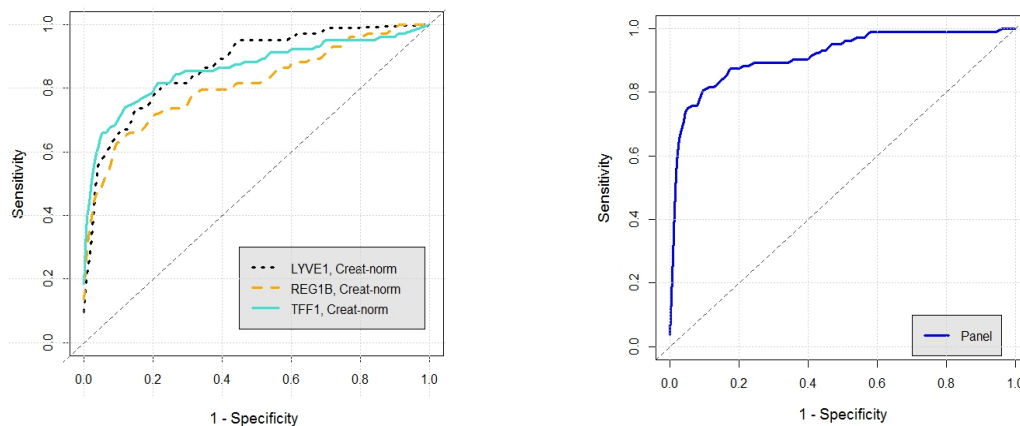 1.0
0.8
0.6
0.4
0.2
0.0
Sensitivity
LYVE1, Creat-norm
REG1B, Creat-norm
TFF1, Creat-norm
0.0 0.2 0.4 0.6 0.8 1.0
1 - Specificity
1.0
0.8
0.6
0.4
0.2
0.0
Sensitivity
Panel
0.0 0.2 0.4 0.6 0.8 1.0
1 - Specificity